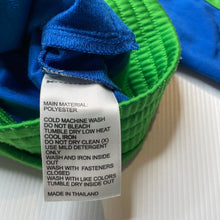 MAIN MATERIAL:
POLYESTER
COLD MACHINE WASH
DO NOT BLEACH
TUMBLE DRY LOW HEAT
COOL IRON
DO NOT DRY CLEAN (X)
USE MILD DETERGENT
ONLY
WASH AND IRON INSIDE
OUT
WASH WITH FASTENERS
CLOSED
WASH WITH LIKE COLORS
TUMBLE DRY INSIDE OUT
MADE IN THAILAND